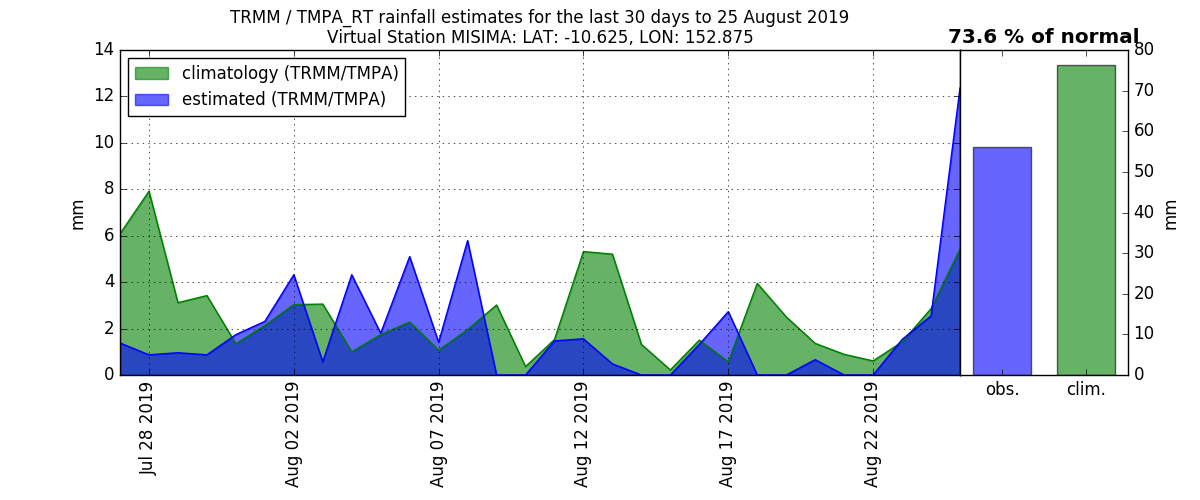 TRMM / TMPA_RT rainfall estimates for the last 30 days to 25 August 2019
Virtual Station MISIMA: LAT: -10.625, LON: 152.875
73.6 % of normal
climatology (TRMM/TMPA)
estimated (TRMM/TMPA)
14
12
10
8
6
4
2
0
mm
Jul 28 2019
Aug 02 2019
Aug 07 2019
Aug 12 2019
Aug 17 2019
Aug 22 2019
80
70
60
50
40
30
20
10
0
mm
obs.
clim.